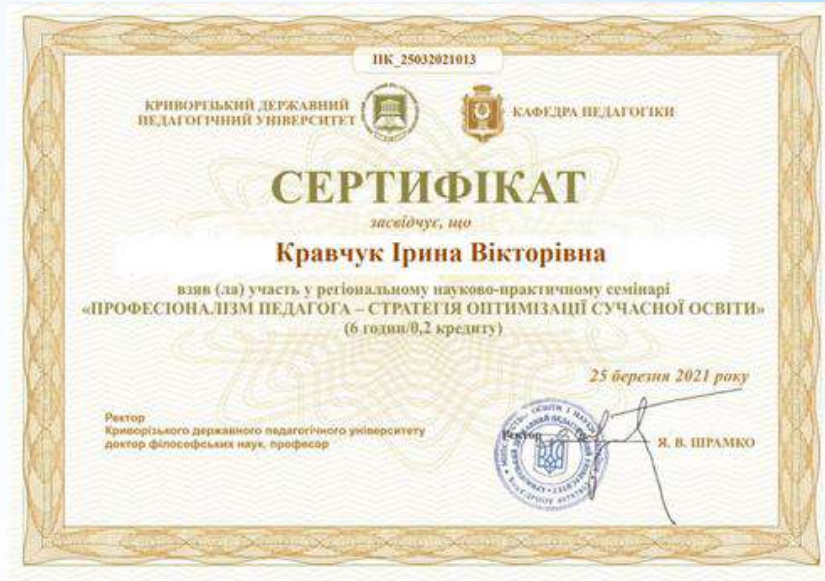 ПК_25032021013
КРИВОРІЗЬКИЙ ДЕРЖАВНИЙ
ПЕДАГОГІЧНИЙ УНІВЕРСИТЕТ
КАФЕДРА ПЕДАГОГІКИ
СЕРТИФІКАТ
засвідчує, що
Кравчук Ірина Вікторівна
взяв (ла) участь у регіональному науково-практичному семінарі
«ПРОФЕСІОНАЛІЗМ ПЕДАГОГА – СТРАТЕГІЯ ОПТИМІЗАЦІЇ СУЧАСНОЇ ОСВІТИ»
(6 годин/0,2 кредиту)
25 березня 2021 року
Ректор
Криворізького державного педагогічного університету
доктор філософських наук, професор
Ректор
Я. В. ШРАМКО